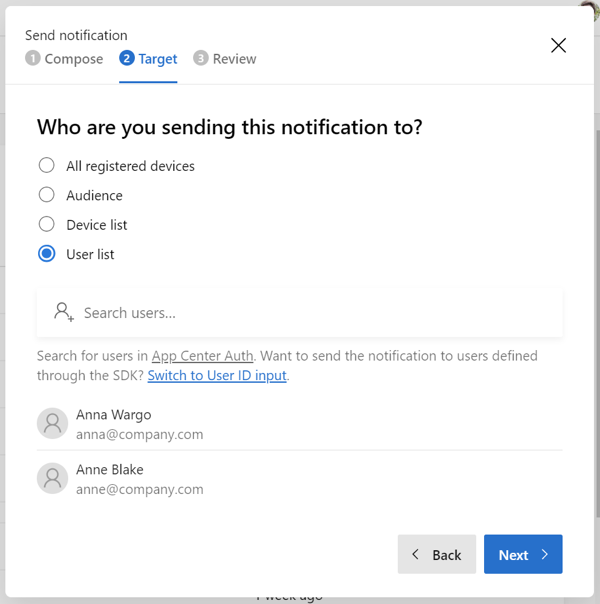 Send notification
1 Compose 2 Target 3 Review
Who are you sending this notification to?
All registered devices
Audience
Device list
User list
Search users...
Search for users in App Center Auth. Want to send the notification to users defined
through the SDK? Switch to User ID input.
Anna Wargo
anna@company.com
Anne Blake
anne@company.com
Back Next
week ago